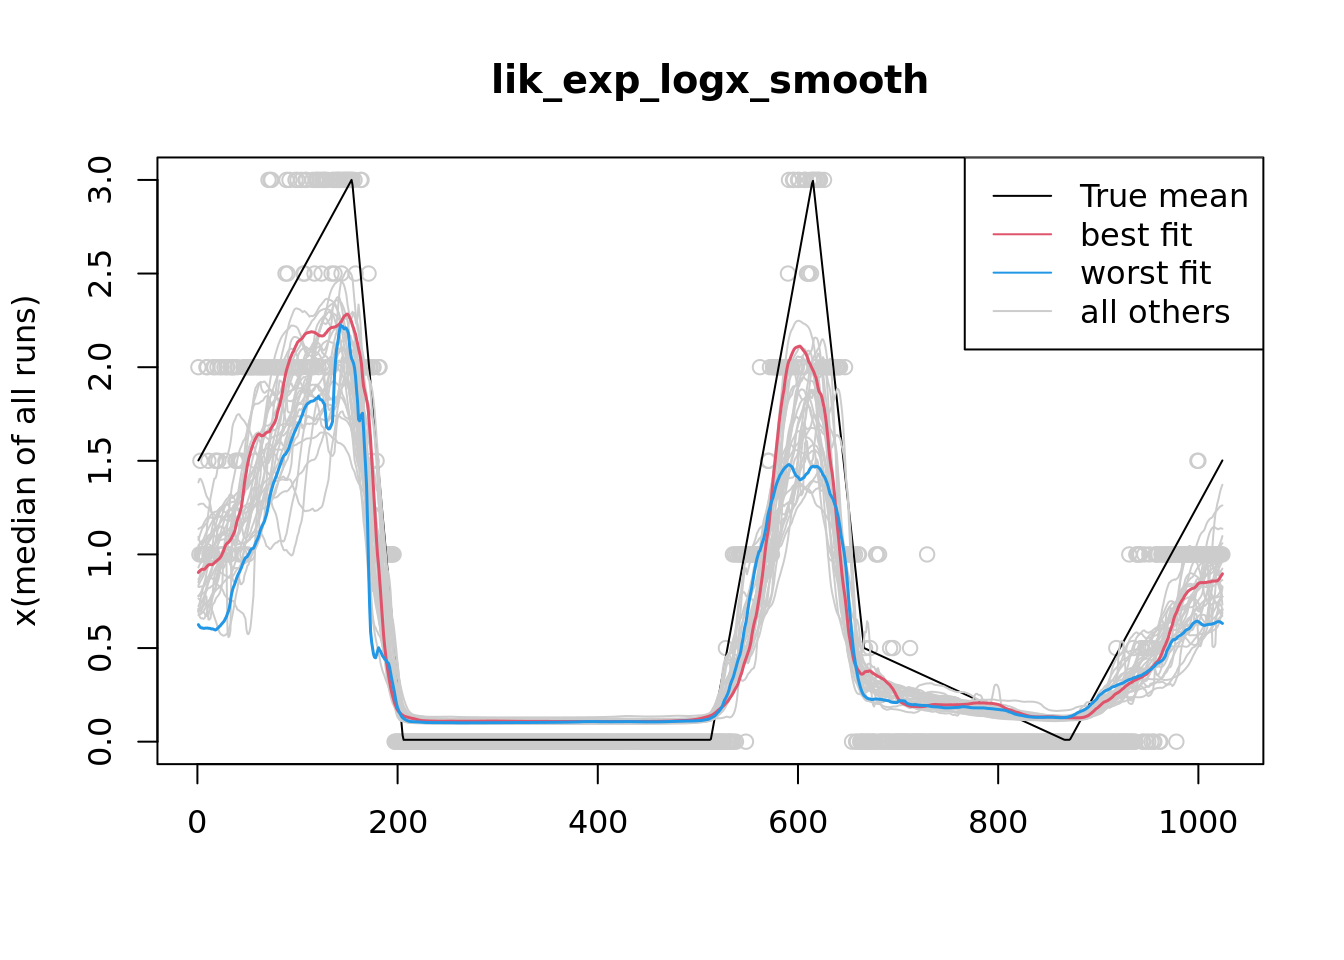 lik_exp_logx_smooth
x(median of all runs)
3.0
2.5
2.0
1.5
1.0
0.5
0.0
True mean
best fit
worst fit
all others
0 200 400 600 800 1000